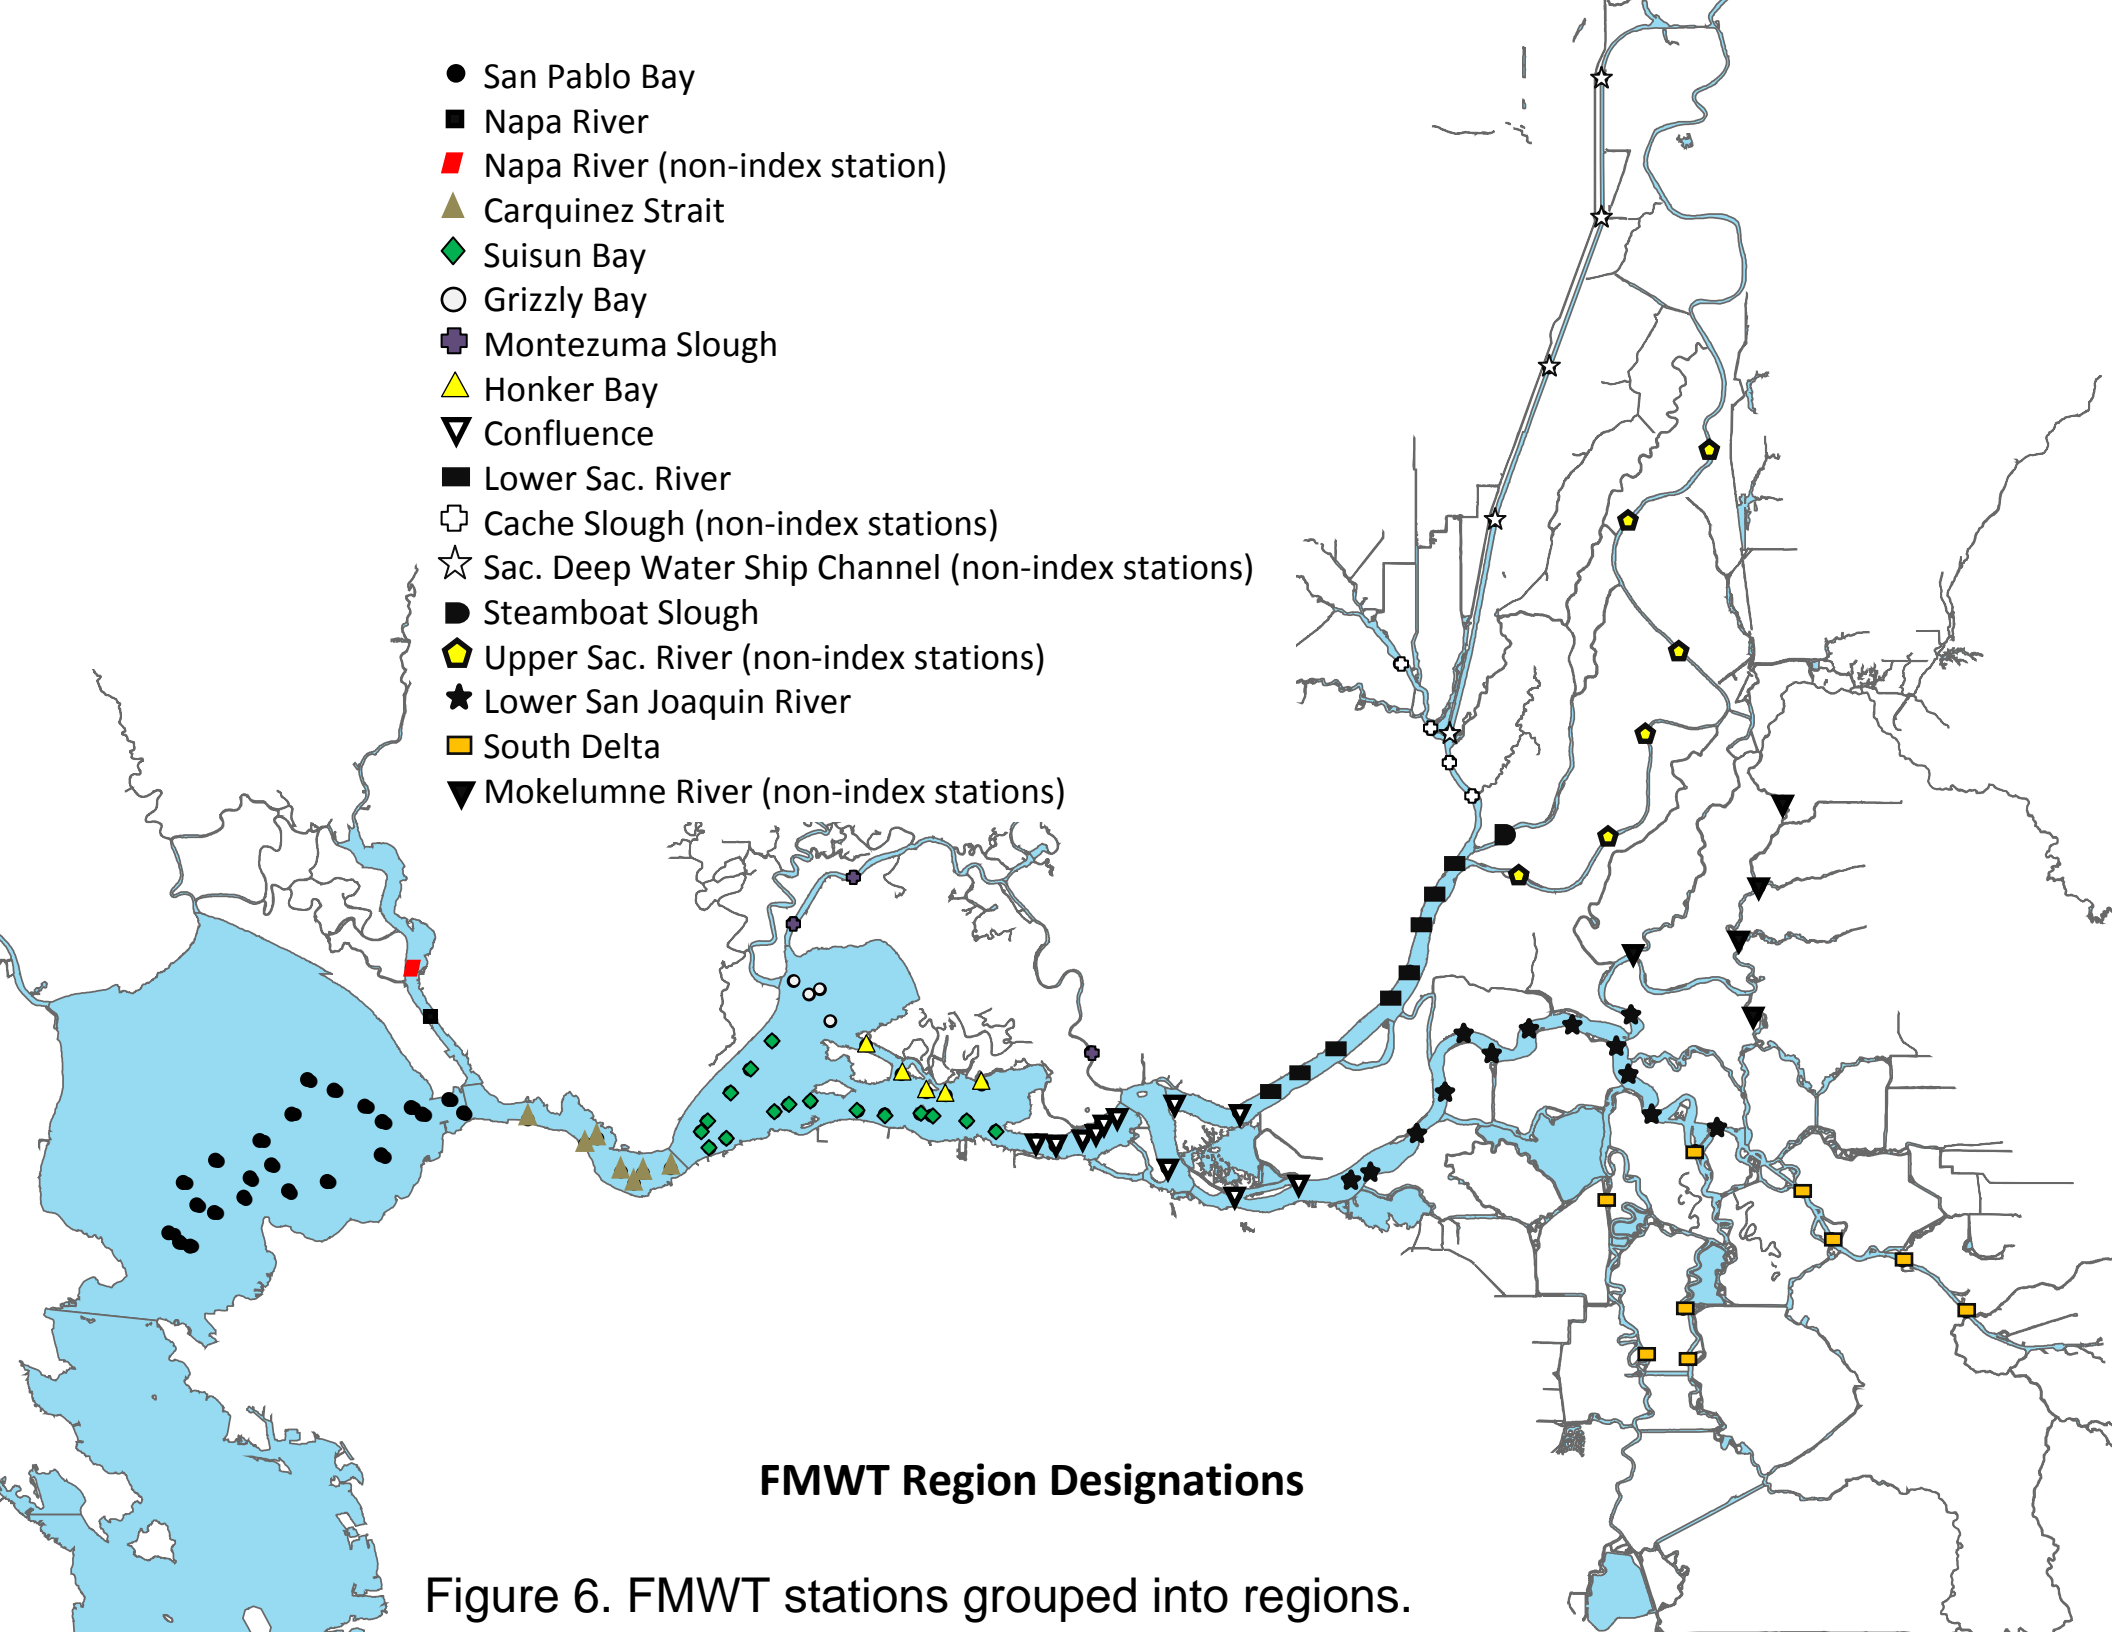 San Pablo Bay
Napa River
Napa River (non-index station)
Carquinez Strait
Suisun Bay
Grizzly Bay
Montezuma Slough
Honker Bay
Confluence
Lower Sac. River
Cache Slough (non-index stations)
Sac. Deep Water Ship Channel (non-index stations)
Steamboat Slough
Upper Sac. River (non-index stations)
Lower San Joaquin River
South Delta
Mokelumne River (non-index stations)
FMWT Region Designations
Figure 6. FMWT stations grouped into regions.